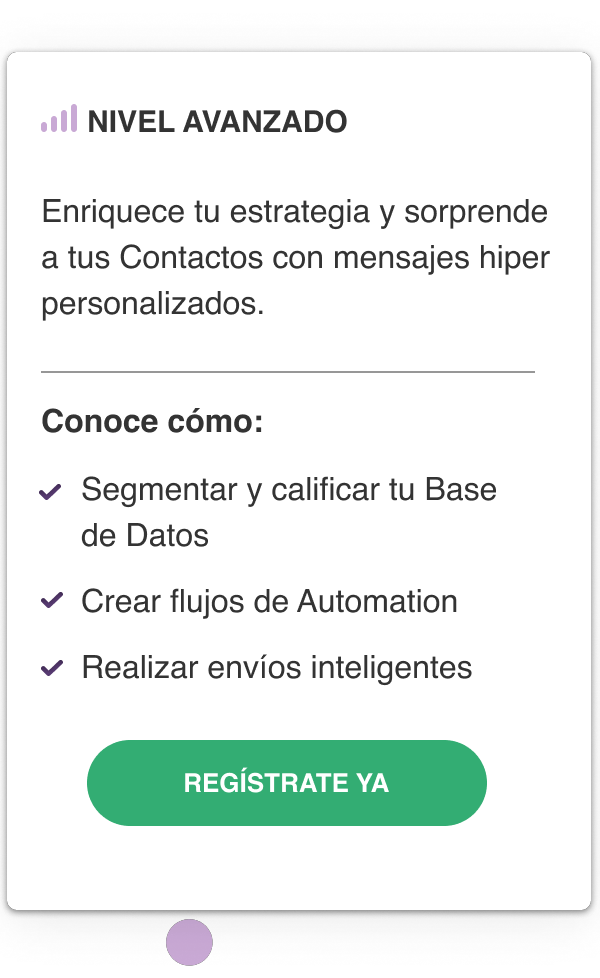 NIVEL AVANZADO
Enriquece tu estrategia y sorprende
a tus Contactos con mensajes hiper
personalizados.
Conoce cómo:
Segmentar y calificar tu Base
de Datos
Crear flujos de Automation
Realizar envíos inteligentes
REGÍSTRATE YA